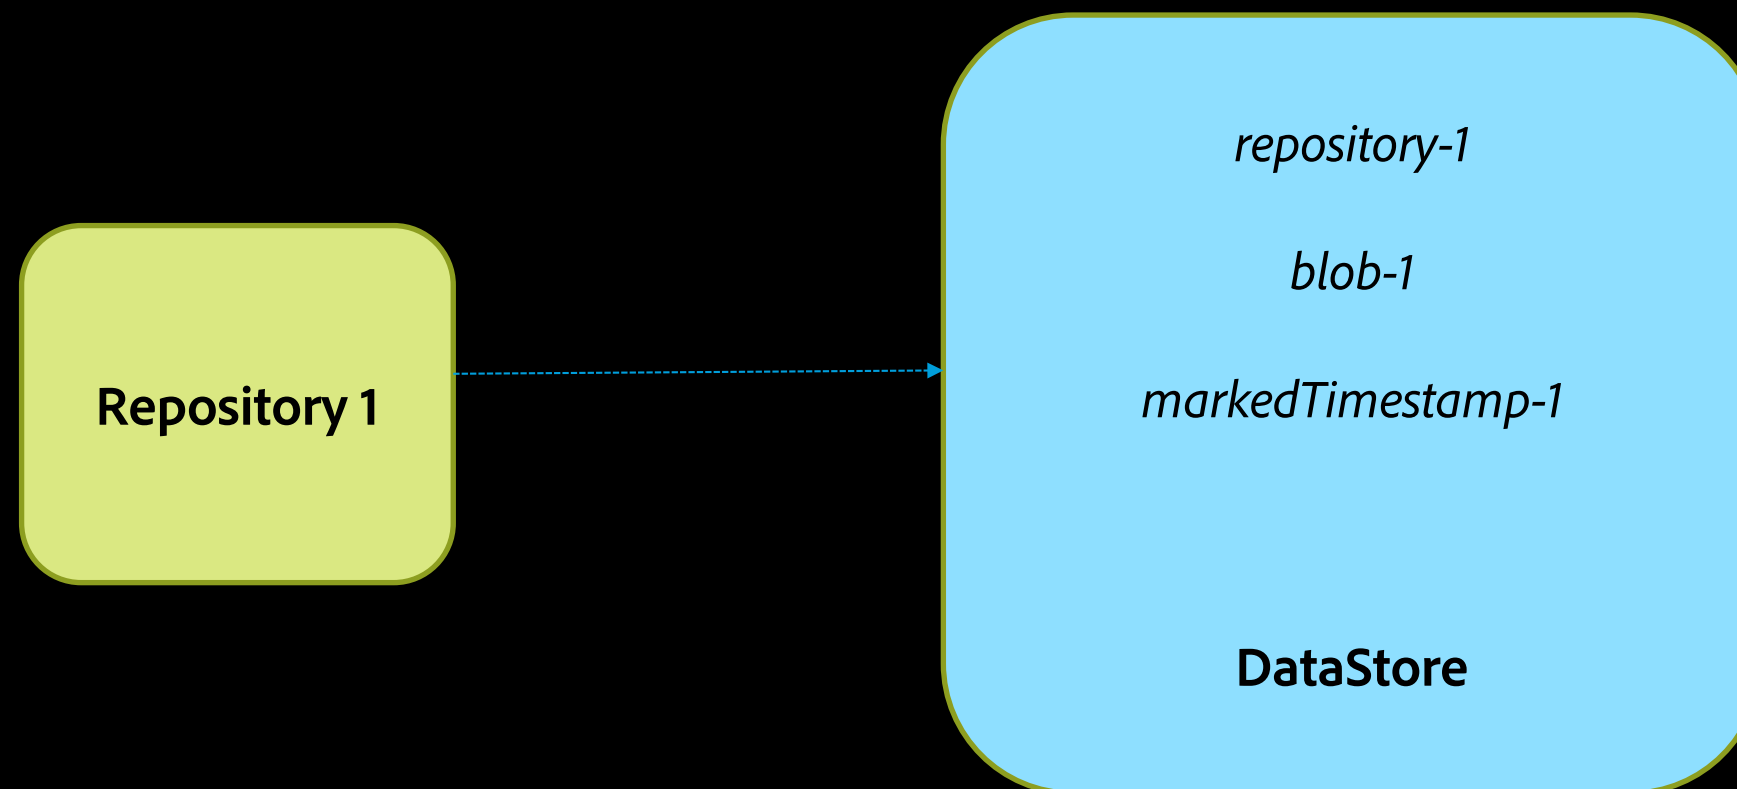 Repository 1
repository-1
blob-1
markedTimestamp-1
DataStore